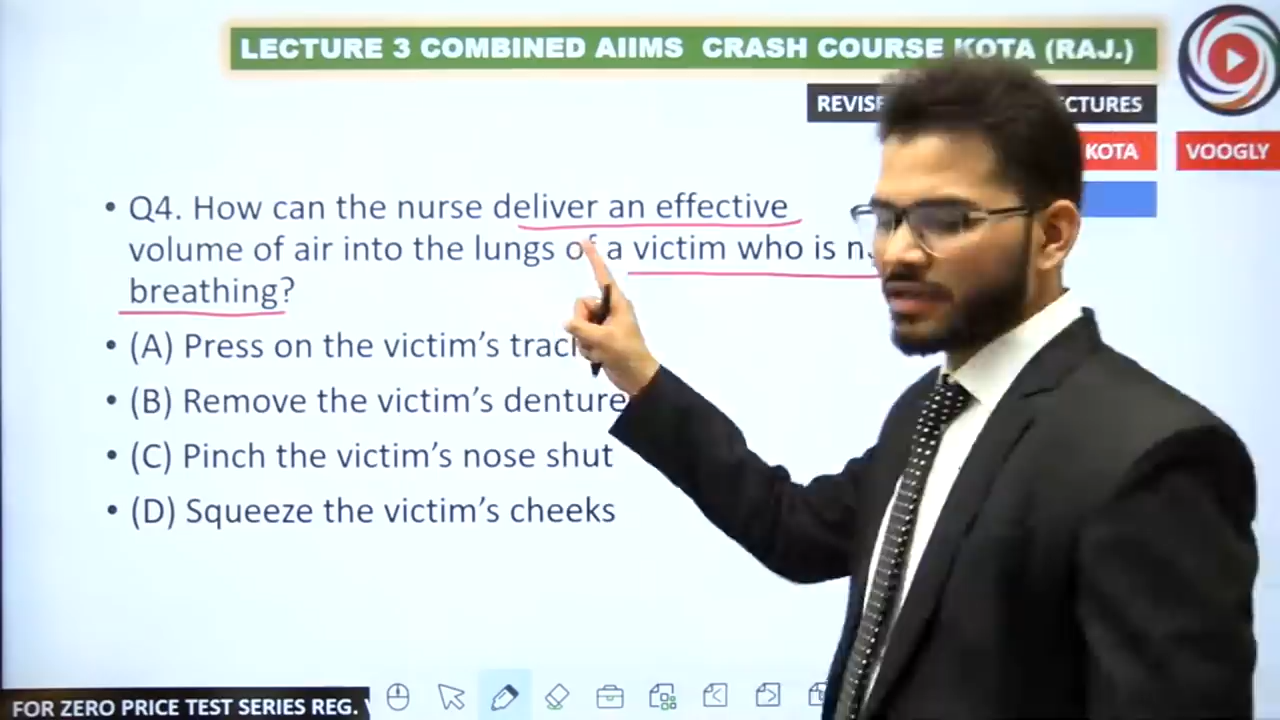 LECTURE 3 COMBINED AIIMS CRASH COURSE KOTA (RAJ.)
KOTA
VOOGLY
• Q4. How can the nurse deliver an effective
volume of air into the lungs of a victim who is
breathing?
• (A) Press on the victim's
• (B) Remove the victim's
• (C) Pinch the victim's nose shut
• (D) Squeeze the victim's cheeks
FOR ZERO PRICE TEST SERIES REG.